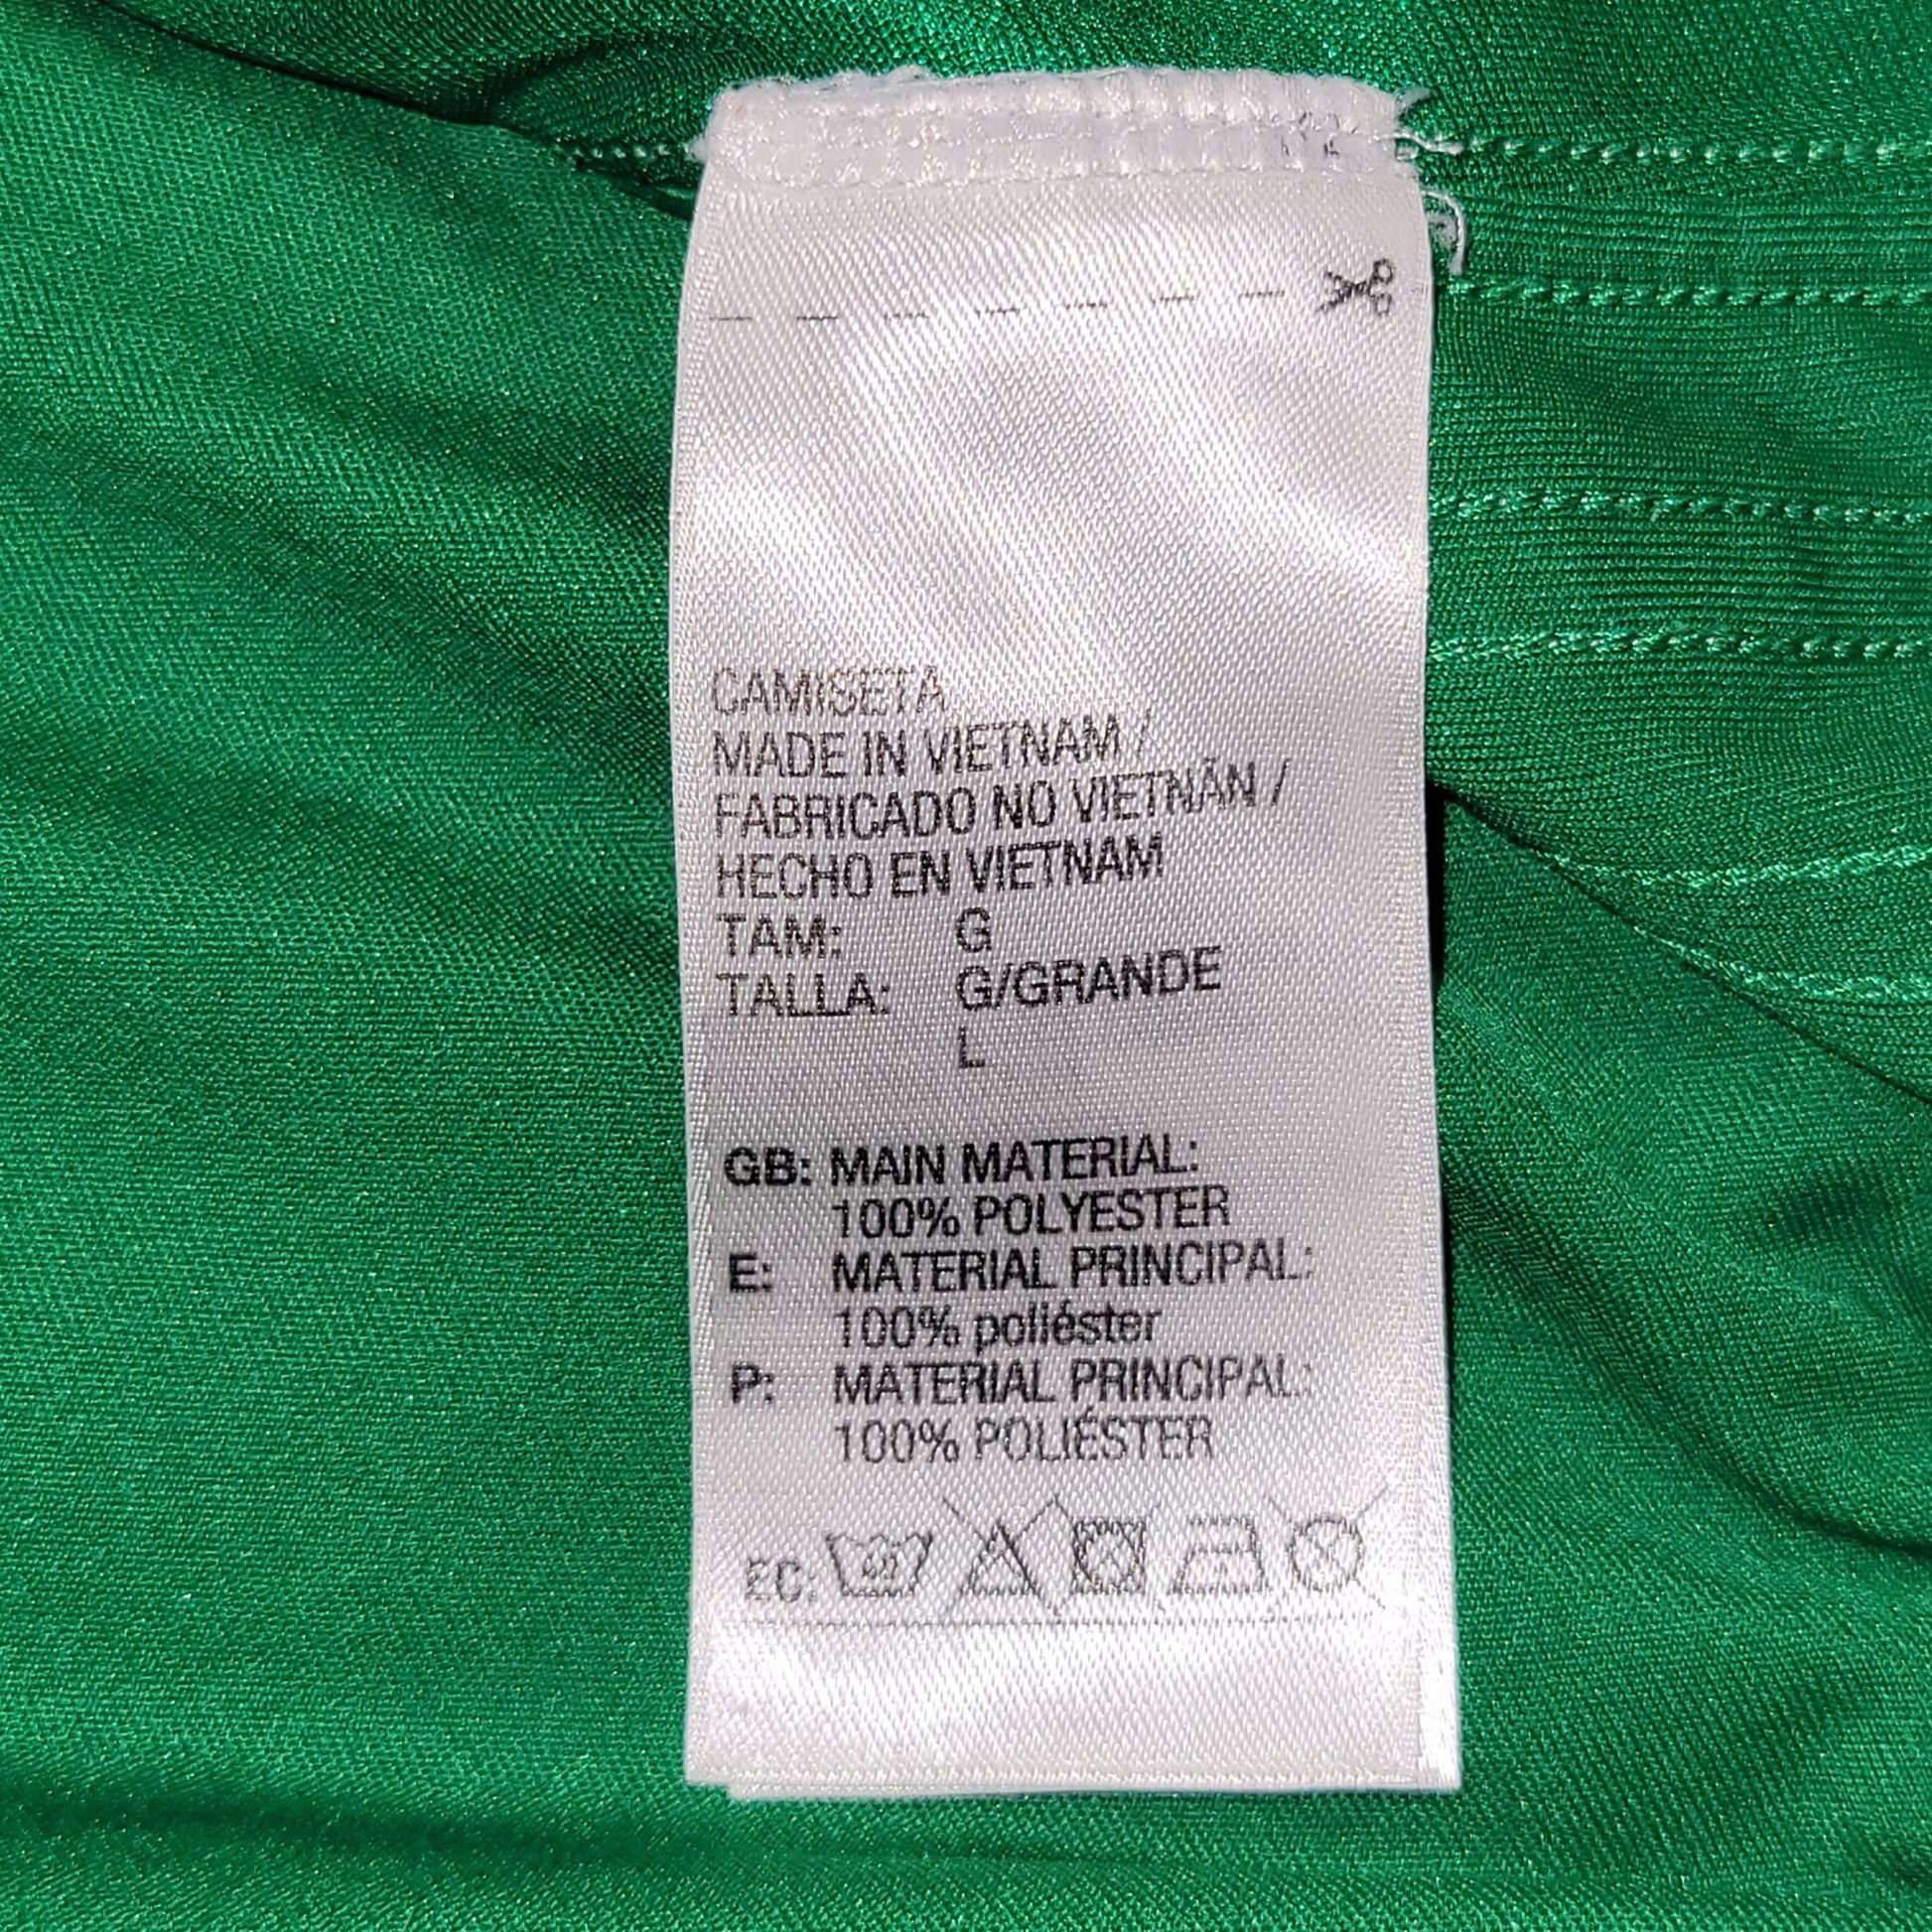 CAMISETA
MADE IN VIETNAM /
FABRICADO NO VIETNÃN /
HECHO EN VIETNAM
TAM: G
TALLA: G/GRANDE
L
GB: MAIN MATERIAL:
100% POLYESTER
E: MATERIAL PRINCIPAL:
100% poliéster
P: MATERIAL PRINCIPAL:
100% POLIÉSTER
EC: